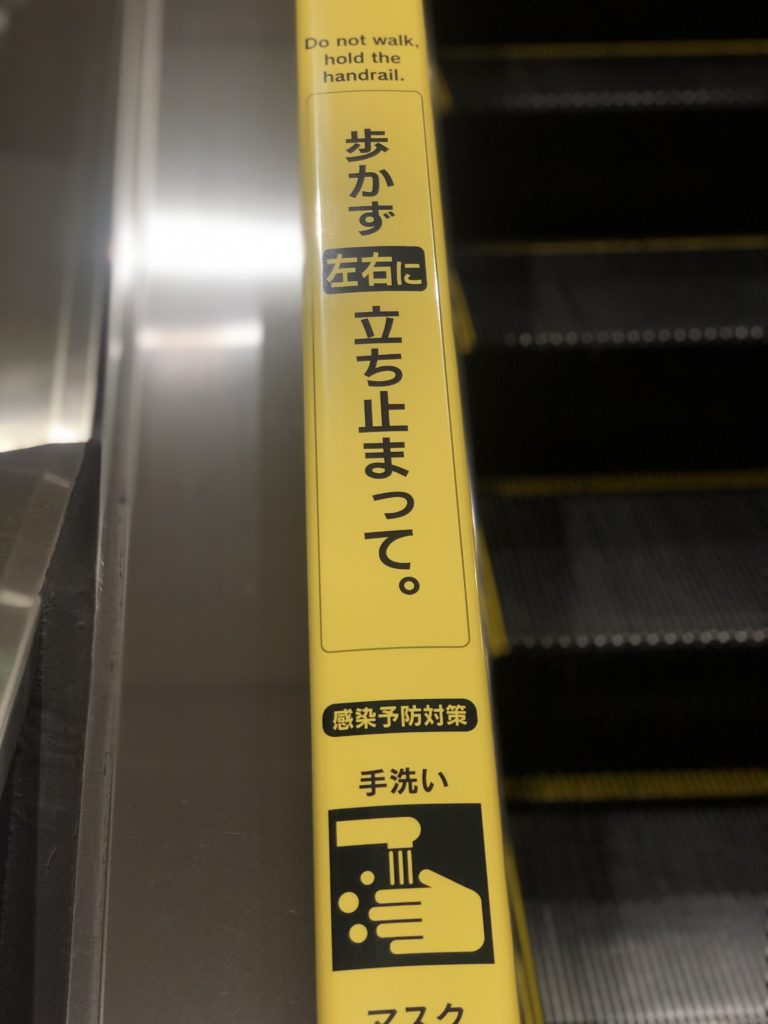 Do not walk,
hold the
handrail.
歩かず
左右に
立ち止まって。
感染予防対策
手洗い
マスク